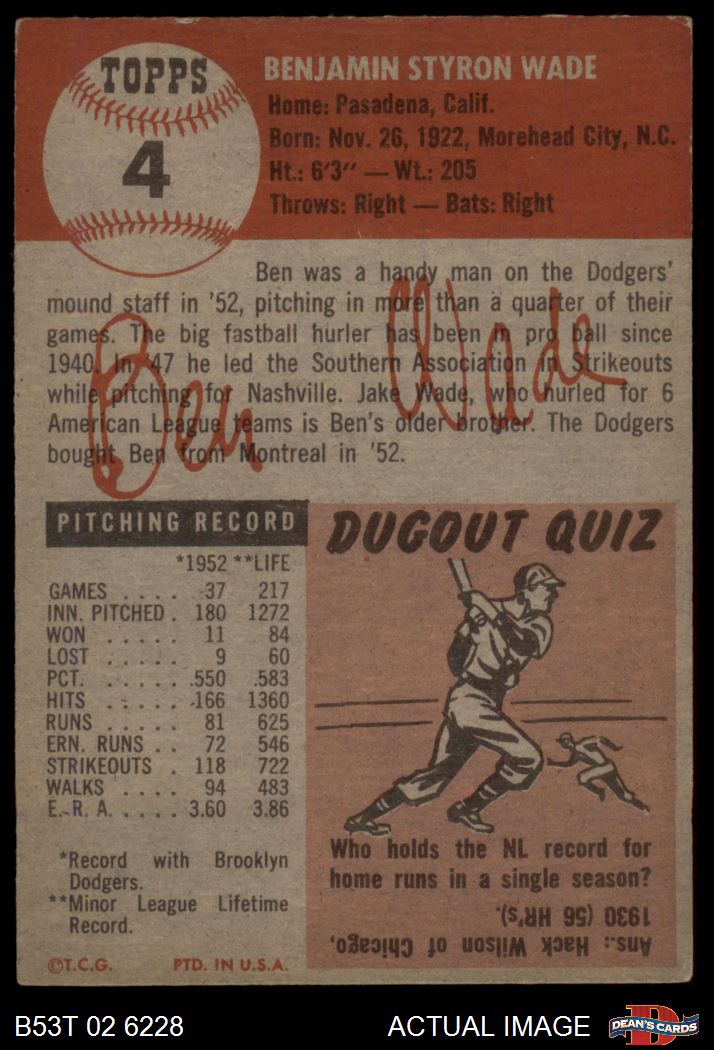 TOPPS
4
BENJAMIN STYRON WADE
Home: Pasadena, Calif.
Born: Nov. 26, 1922, Morehead City, N.C.
Ht.: 6'3" — Wt.: 205
Throws: Right — Bats: Right
Ben was a handy man on the Dodgers'
mound staff in '52, pitching in more than a quarter of their
games. The big fastball hurler has been in pro ball since
1940. In '47 he led the Southern Association in Strikeouts
while pitching for Nashville. Jake Wade, who hurled for 6
American League teams is Ben's older brother. The Dodgers
bought Ben from Montreal in '52.
Ben Wade
PITCHING RECORD
*1952 **LIFE
GAMES .... 37 217
INN. PITCHED . 180 1272
WON ..... 11 84
LOST ..... 9 60
PCT. ..... .550 .583
HITS ..... 166 1360
RUNS ..... 81 625
ERN. RUNS .. 72 546
STRIKEOUTS . 118 722
WALKS .... 94 483
E. R. A. .... 3.60 3.86
*Record with Brooklyn
Dodgers.
**Minor League Lifetime
Record.
©T.C.G. PTD. IN U.S.A.
DUGOUT QUIZ
Who holds the NL record for
home runs in a single season?
Ans.: Hack Wilson of Chicago,
1930 (56 HR's).
B53T 02 6228
ACTUAL IMAGE
DEAN'S CARDS